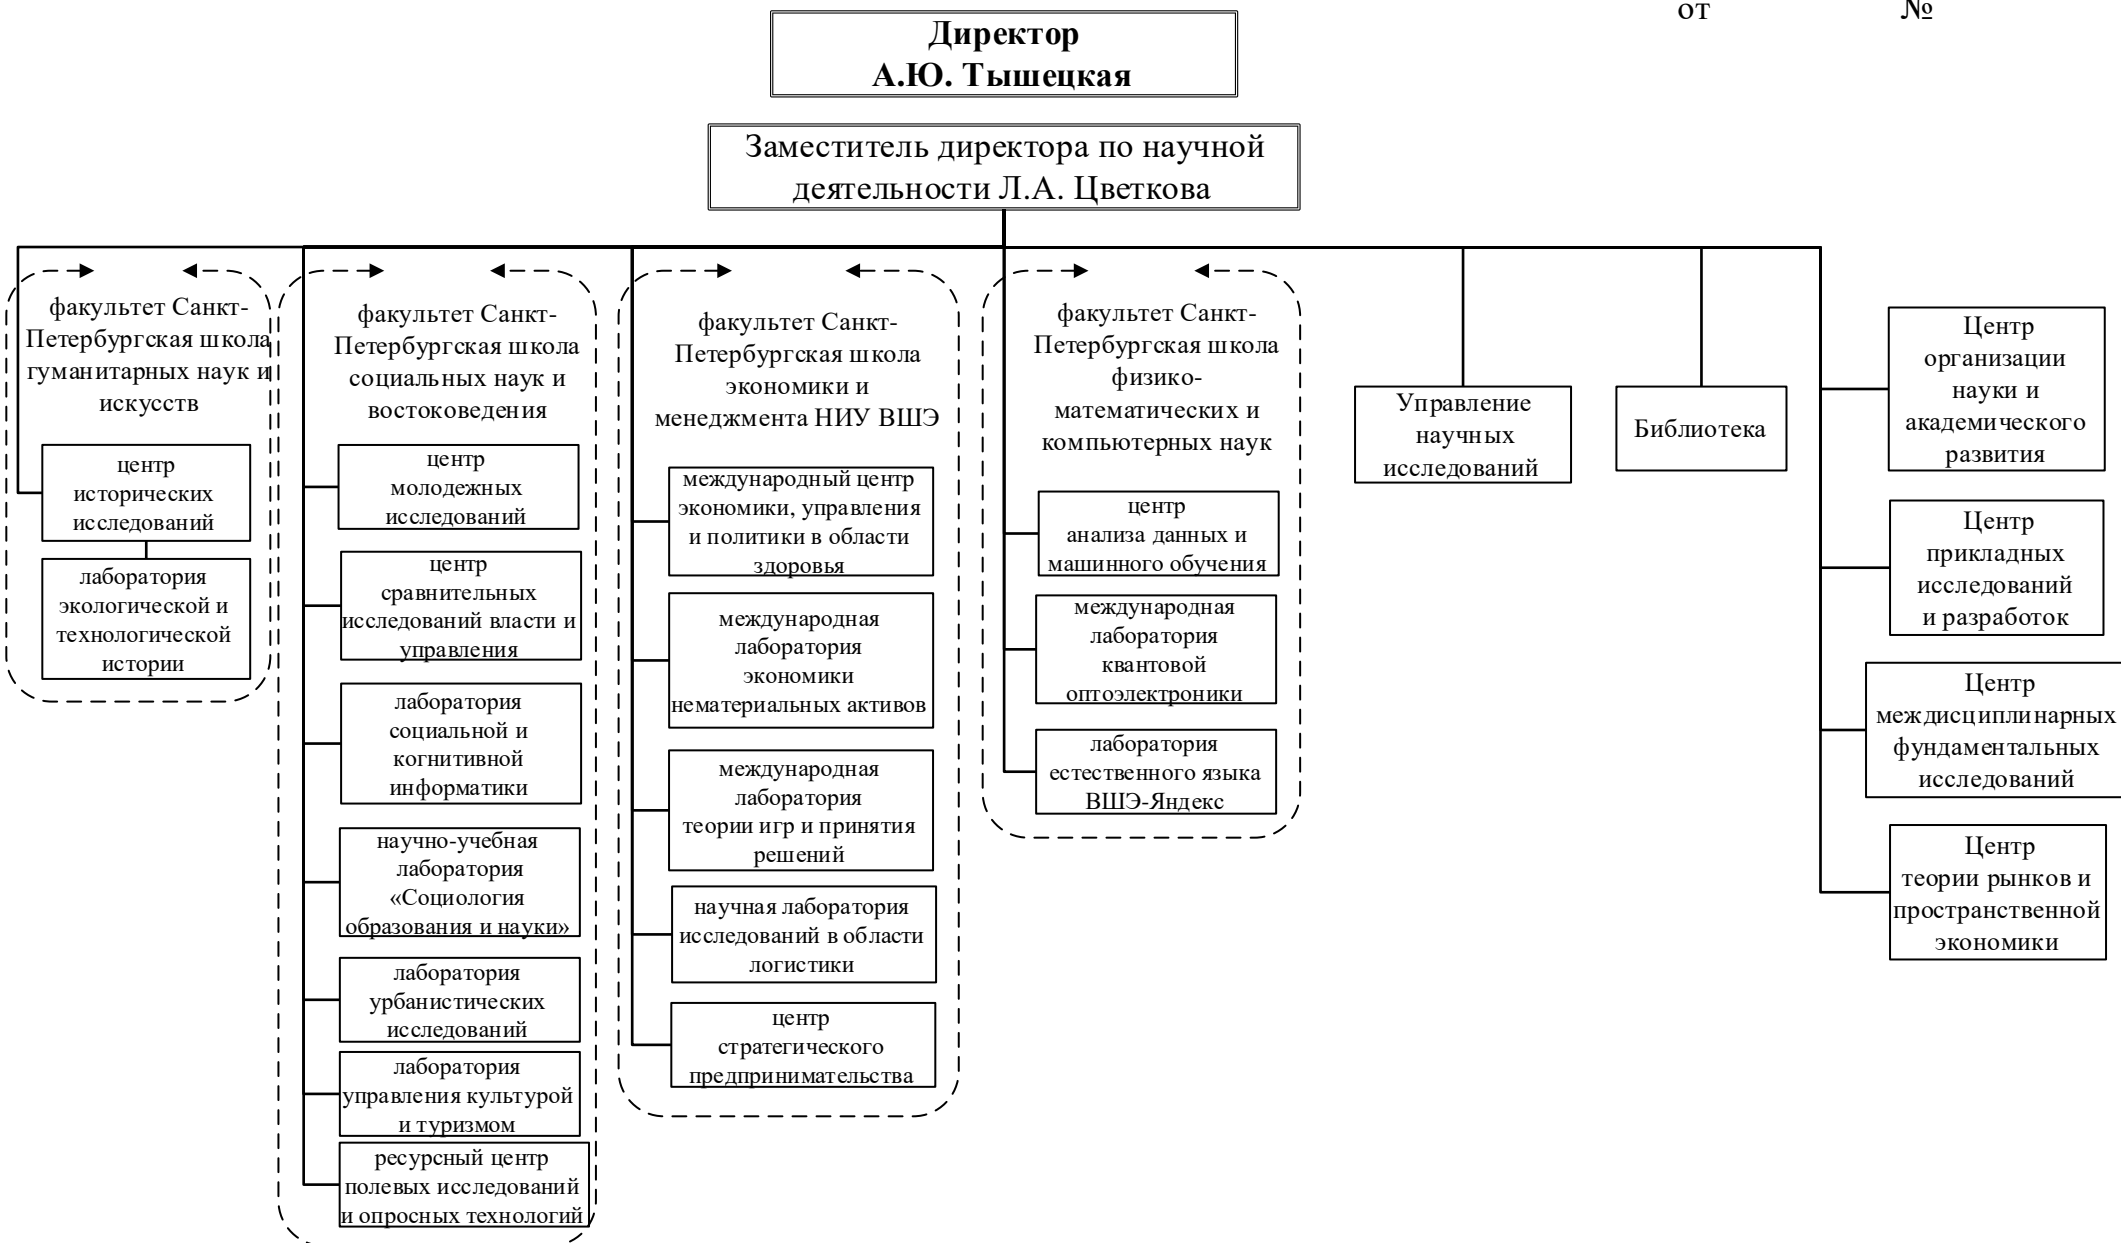 от №
Директор
А.Ю. Тышецкая
Заместитель директора по научной
деятельности Л.А. Цветкова
факультет Санкт-
Петербургская школа
гуманитарных наук и
искусств
центр
исторических
исследований
лаборатория
экологической и
технологической
истории
факультет Санкт-
Петербургская школа
социальных наук и
востоковедения
центр
молодежных
исследований
центр
сравнительных
исследований власти и
управления
лаборатория
социальной и
когнитивной
информатики
научно-учебная
лаборатория
«Социология
образования и науки»
лаборатория
урбанистических
исследований
лаборатория
управления культурой
и туризмом
ресурсный центр
полевых исследований
и опросных технологий
факультет Санкт-
Петербургская школа
экономики и
менеджмента НИУ ВШЭ
международный центр
экономики, управления
и политики в области
здоровья
международная
лаборатория
экономики
нематериальных активов
международная
лаборатория
теории игр и принятия
решений
научная лаборатория
исследований в области
логистики
центр
стратегического
предпринимательства
факультет Санкт-
Петербургская школа
физико-
математических и
компьютерных наук
центр
анализа данных и
машинного обучения
международная
лаборатория
квантовой
оптоэлектроники
лаборатория
естественного языка
ВШЭ-Яндекс
Управление
научных
исследований
Библиотека
Центр
организации
науки и
академического
развития
Центр
прикладных
исследований
и разработок
Центр
междисциплинарных
фундаментальных
исследований
Центр
теории рынков и
пространственной
экономики